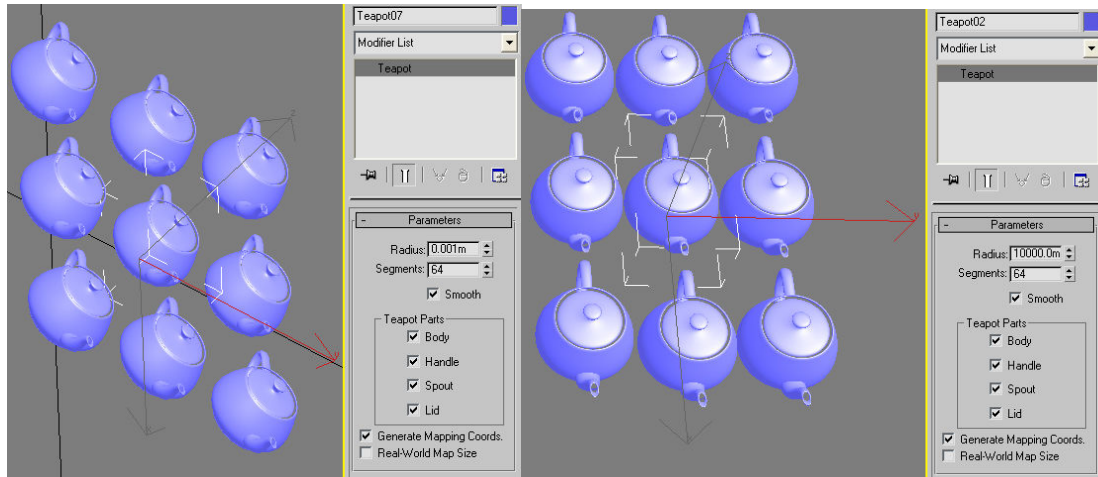 Teapot07
Modifier List
Teapot
- Parameters
Radius: 0.001m
Segments: 64
Smooth
Teapot Parts
Body
Handle
Spout
Lid
Generate Mapping Coords.
Real-World Map Size
Teapot02
Modifier List
Teapot
- Parameters
Radius: 10000.0m
Segments: 64
Smooth
Teapot Parts
Body
Handle
Spout
Lid
Generate Mapping Coords.
Real-World Map Size